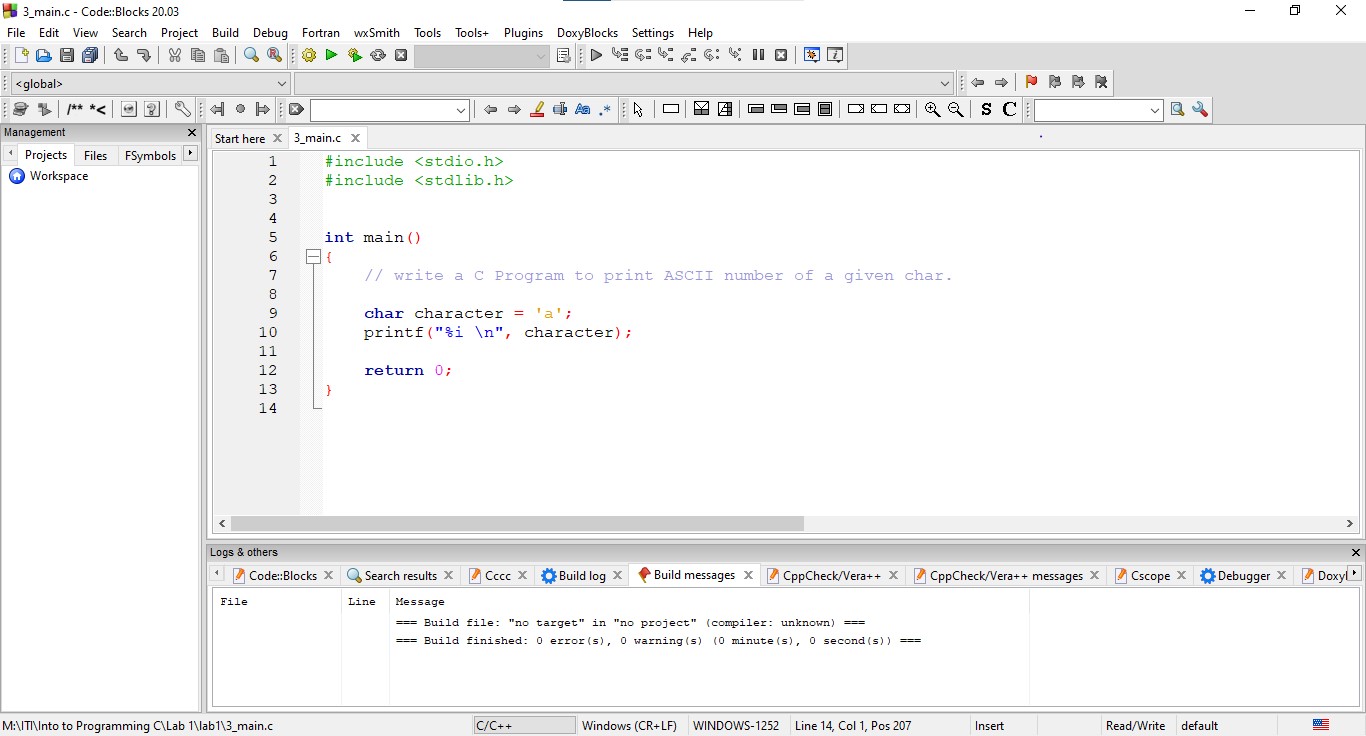 3_main.c - Code::Blocks 20.03
File Edit View Search Project Build Debug Fortran wxSmith Tools Tools+ Plugins DoxyBlocks Settings Help
<global>
/** *< Aa .* S C
Management
Projects Files FSymbols
Workspace
Start here 3_main.c
1 #include <stdio.h>
2 #include <stdlib.h>
3
4
5 int main()
6 {
7 // write a C Program to print ASCII number of a given char.
8
9 char character = 'a';
10 printf("%i \n", character);
11
12 return 0;
13 }
14
Logs & others
Code::Blocks Search results Cccc Build log Build messages CppCheck/Vera++ CppCheck/Vera++ messages Cscope Debugger Doxyl
File Line Message
=== Build file: "no target" in "no project" (compiler: unknown) ===
=== Build finished: 0 error(s), 0 warning(s) (0 minute(s), 0 second(s)) ===
M:\ITI\Into to Programming C\Lab 1\lab1\3_main.c C/C++ Windows (CR+LF) WINDOWS-1252 Line 14, Col 1, Pos 207 Insert Read/Write default